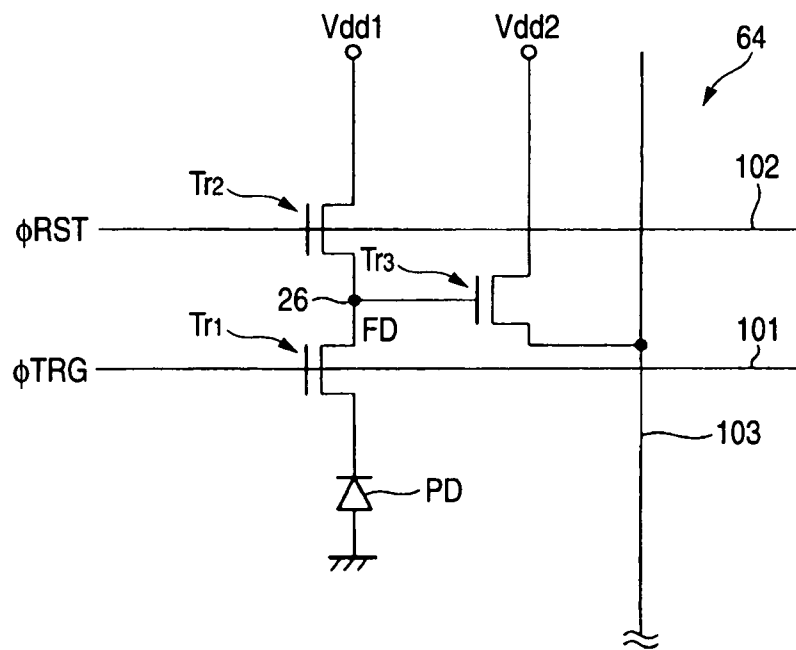 Vdd1
Vdd2
64
102
Tr2
ϕRST
Tr3
26
FD
Tr1
101
ϕTRG
103
PD